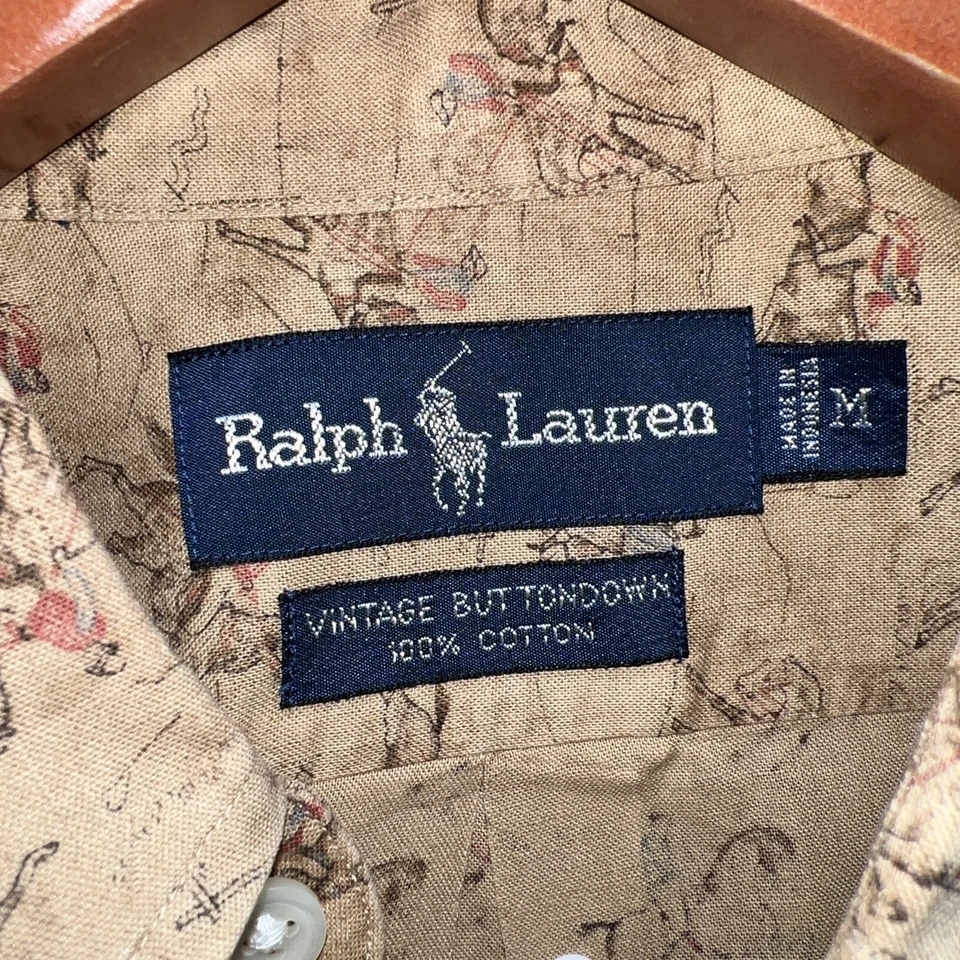 Ralph Lauren
MADE IN
INDONESIA
M
VINTAGE BUTTONDOWN
100% COTTON